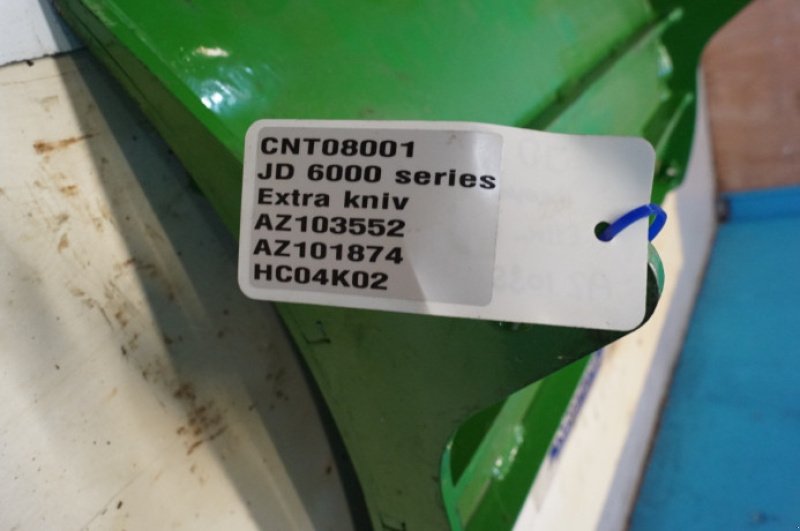 CNT08001
JD 6000 series
Extra kniv
AZ103552
AZ101874
HC04K02